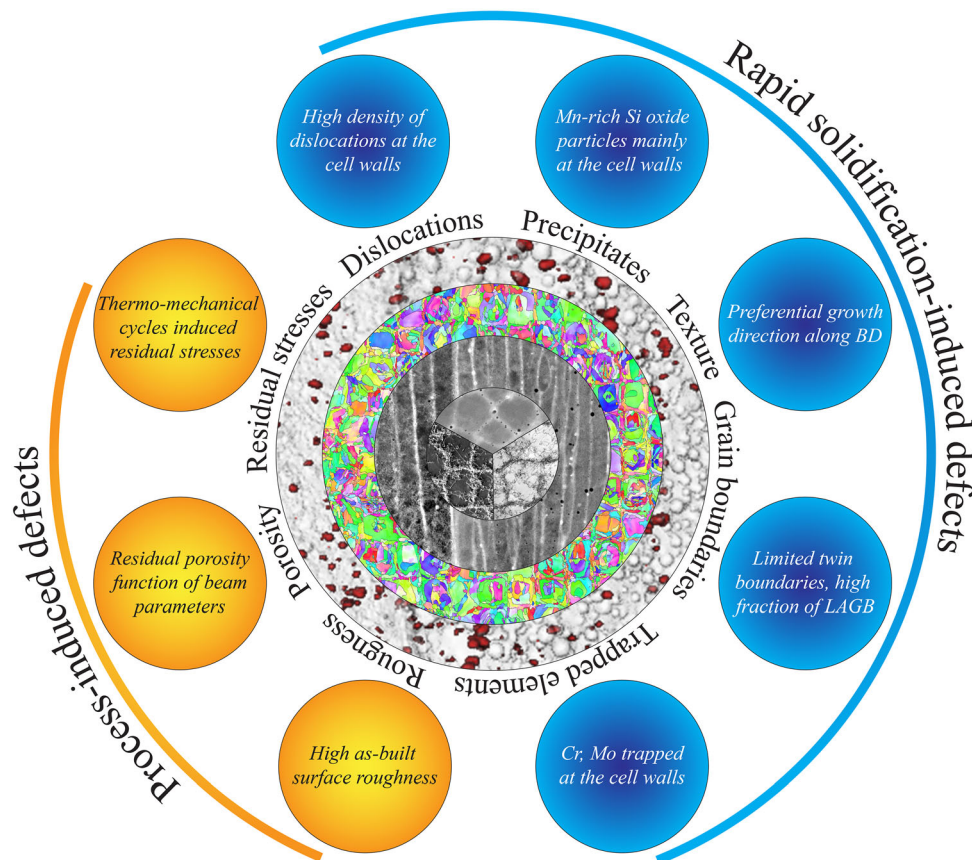 Rapid solidification-induced defects
High density of
dislocations at the
cell walls
Mn-rich Si oxide
particles mainly
at the cell walls
Dislocations
Precipitates
Thermo-mechanical
cycles induced
residual stresses
Residual stresses
Texture
Preferential growth
direction along BD
Grain boundaries
Process-induced defects
Residual porosity
function of beam
parameters
Porosity
Limited twin
boundaries, high
fraction of LAGB
Roughness
Trapped elements
High as-built
surface roughness
Cr, Mo trapped
at the cell walls